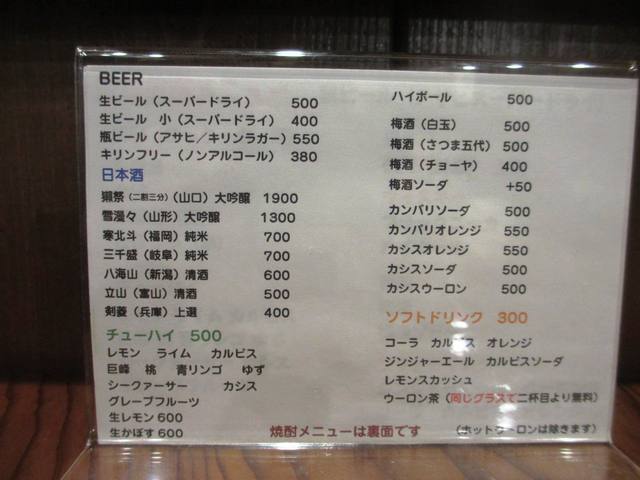 BEER
生ビール（スーパードライ） 500
生ビール 小（スーパードライ） 400
瓶ビール（アサヒ／キリンラガー） 550
キリンフリー（ノンアルコール） 380
日本酒
獺祭（二割三分）（山口）大吟醸 1900
雪漫々（山形）大吟醸 1300
寒北斗（福岡）純米 700
三千盛（岐阜）純米 700
八海山（新潟）清酒 600
立山（富山）清酒 500
剣菱（兵庫）上選 400
チューハイ 500
レモン ライム カルピス
巨峰 桃 青リンゴ ゆず
シークァーサー カシス
グレープフルーツ
生レモン 600
生かぼす 600
ハイボール 500
梅酒（白玉） 500
梅酒（さつま五代） 500
梅酒（チョーヤ） 400
梅酒ソーダ +50
カンパリソーダ 500
カンパリオレンジ 550
カシスオレンジ 550
カシスソーダ 500
カシスウーロン 500
ソフトドリンク 300
コーラ カルピス オレンジ
ジンジャーエール カルピスソーダ
レモンスカッシュ
ウーロン茶（同じグラスで二杯目より無料）
（ホットウーロンは除きます）
焼酎メニューは裏面です